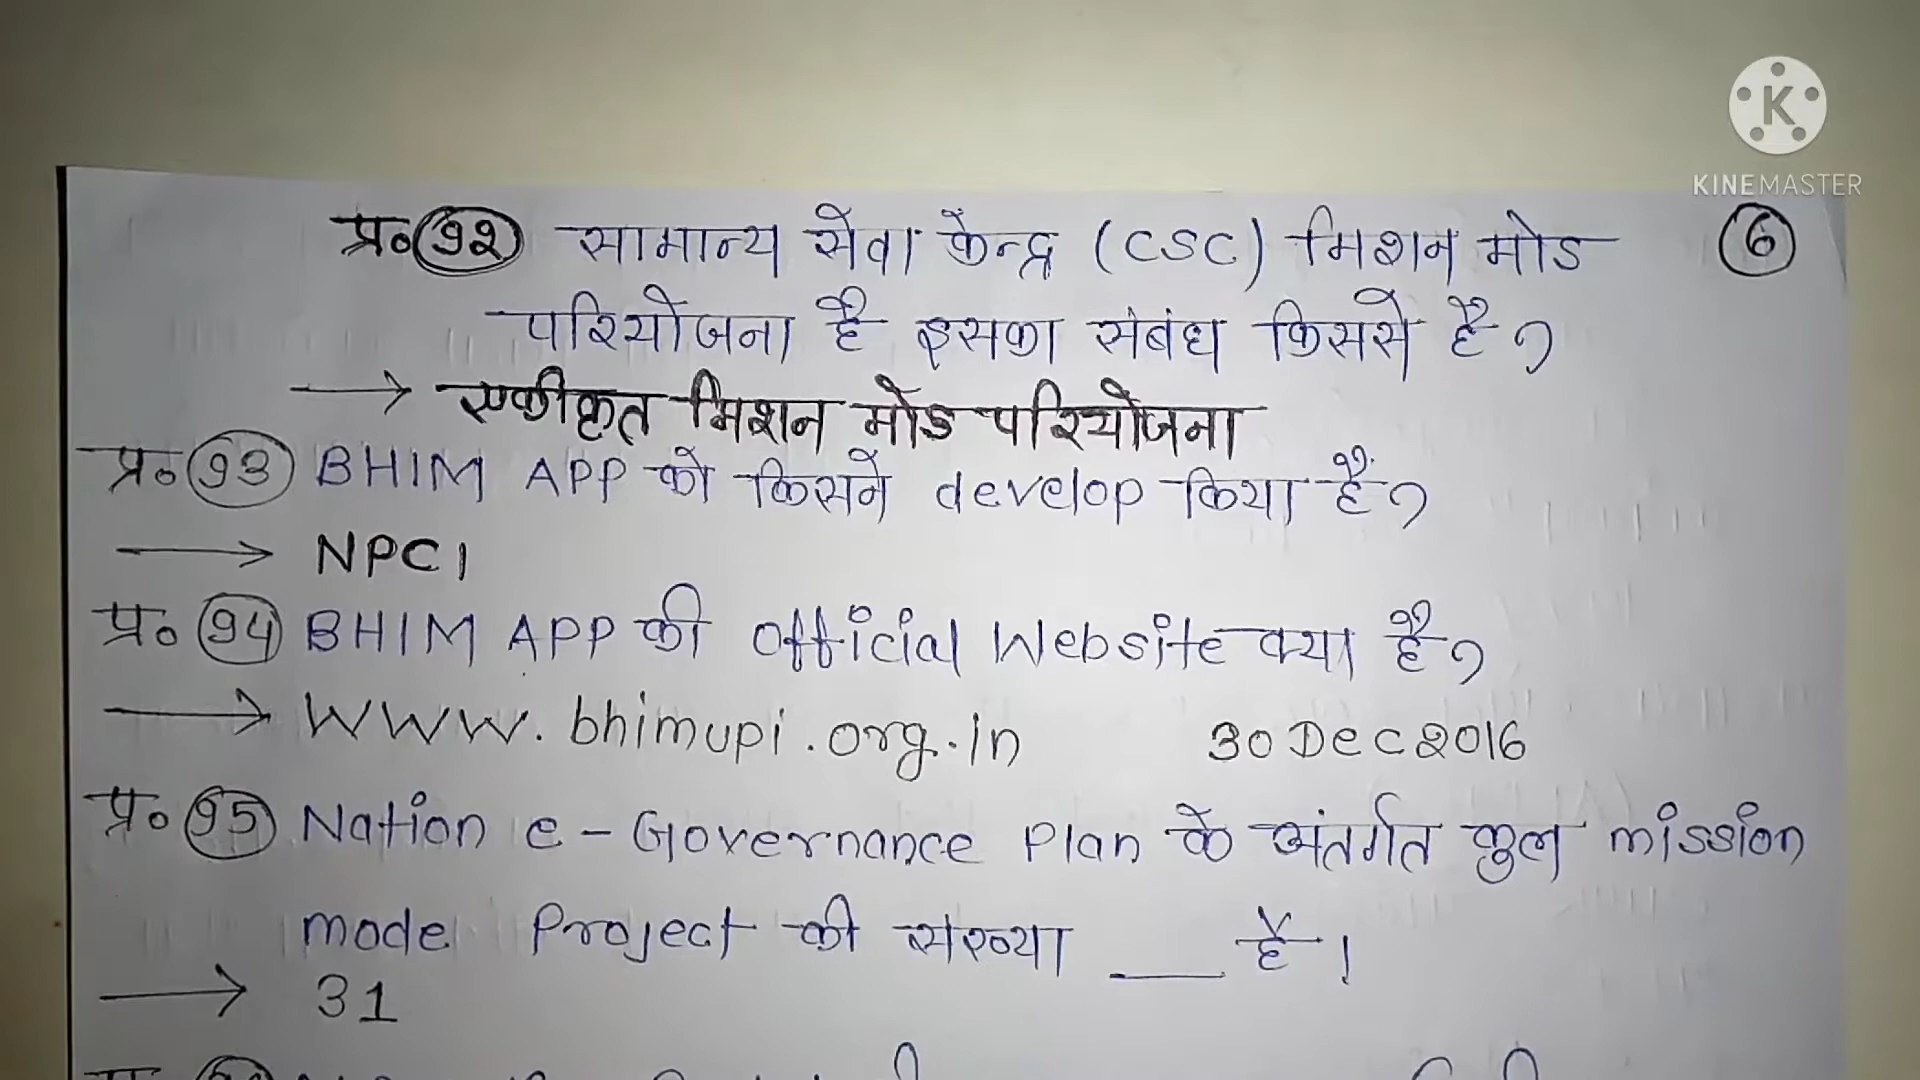 KINEMASTER
प्र० 92 सामान्य सेवा केन्द्र (CSC) मिशन मोड 6
परियोजना है इसका संबंध किससे है?
→ एकीकृत मिशन मोड परियोजना
प्र० 93 BHIM APP को किसने develop किया है?
→ NPCI
प्र० 94 BHIM APP की official Website क्या है?
→ WWW.bhimupi.org.in 30 Dec 2016
प्र० 95 Nation e-Governance Plan के अंतर्गत कुल mission
mode Project की संख्या ___ है।
→ 31